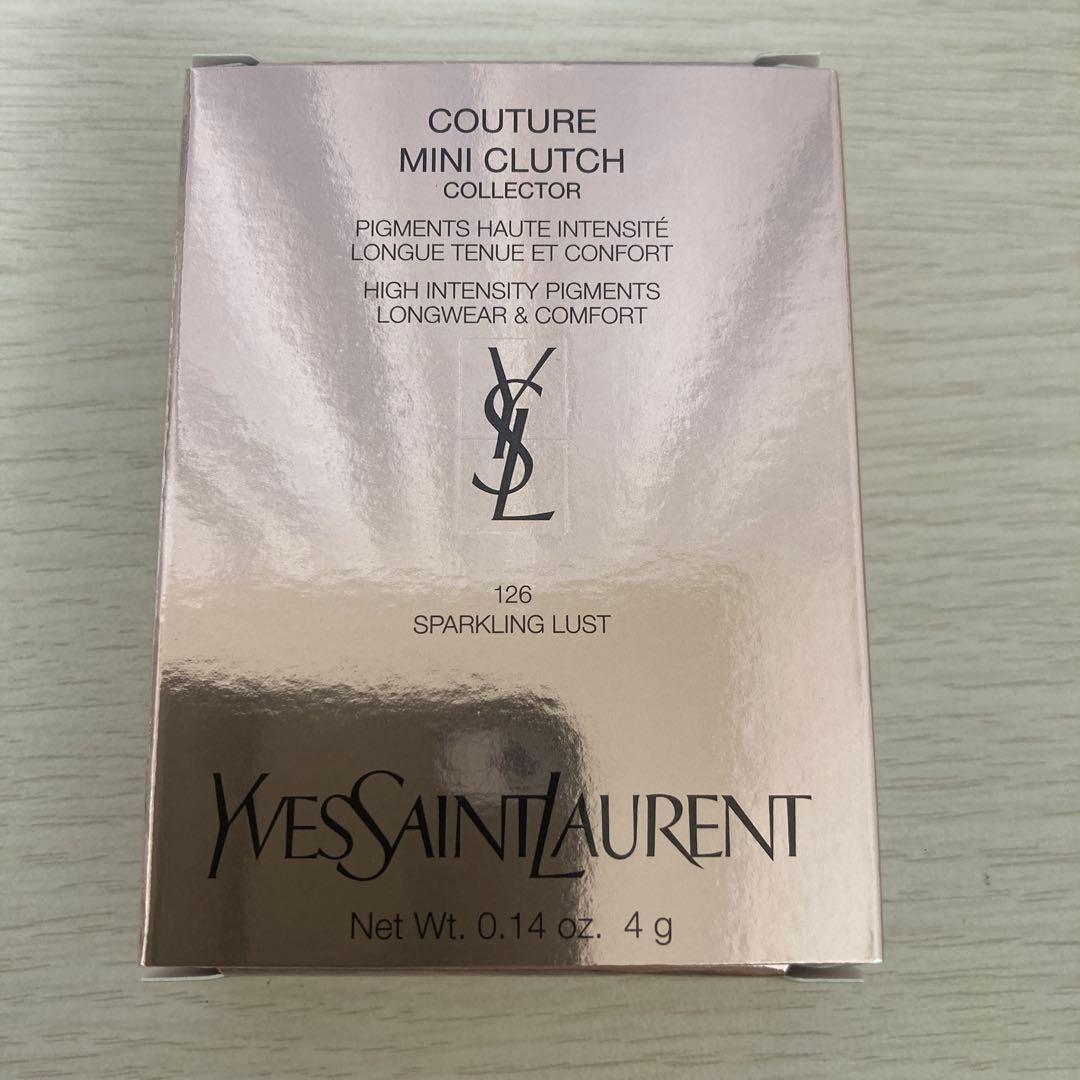 COUTURE
MINI CLUTCH
COLLECTOR
PIGMENTS HAUTE INTENSITÉ
LONGUE TENUE ET CONFORT
HIGH INTENSITY PIGMENTS
LONGWEAR & COMFORT
YSL
126
SPARKLING LUST
YVESSAINTLAURENT
Net Wt. 0.14 oz. 4 g